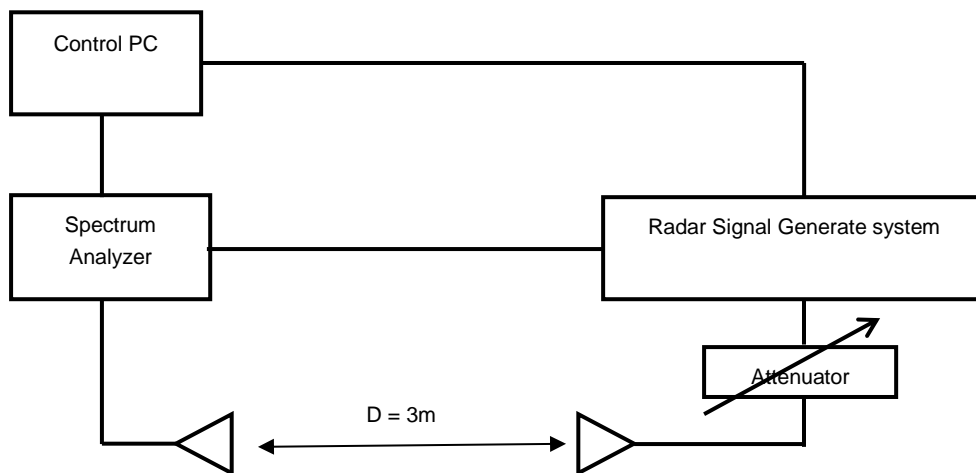 Control PC
Spectrum
Analyzer
Radar Signal Generate system
Attenuator
D = 3m